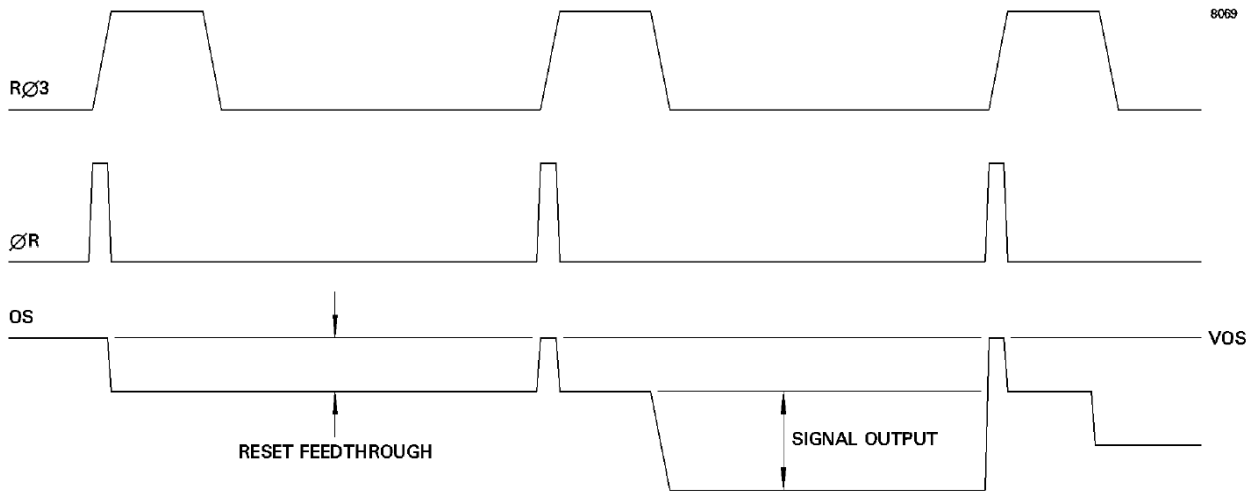 8069
RØ3
ØR
OS
VOS
RESET FEEDTHROUGH
SIGNAL OUTPUT